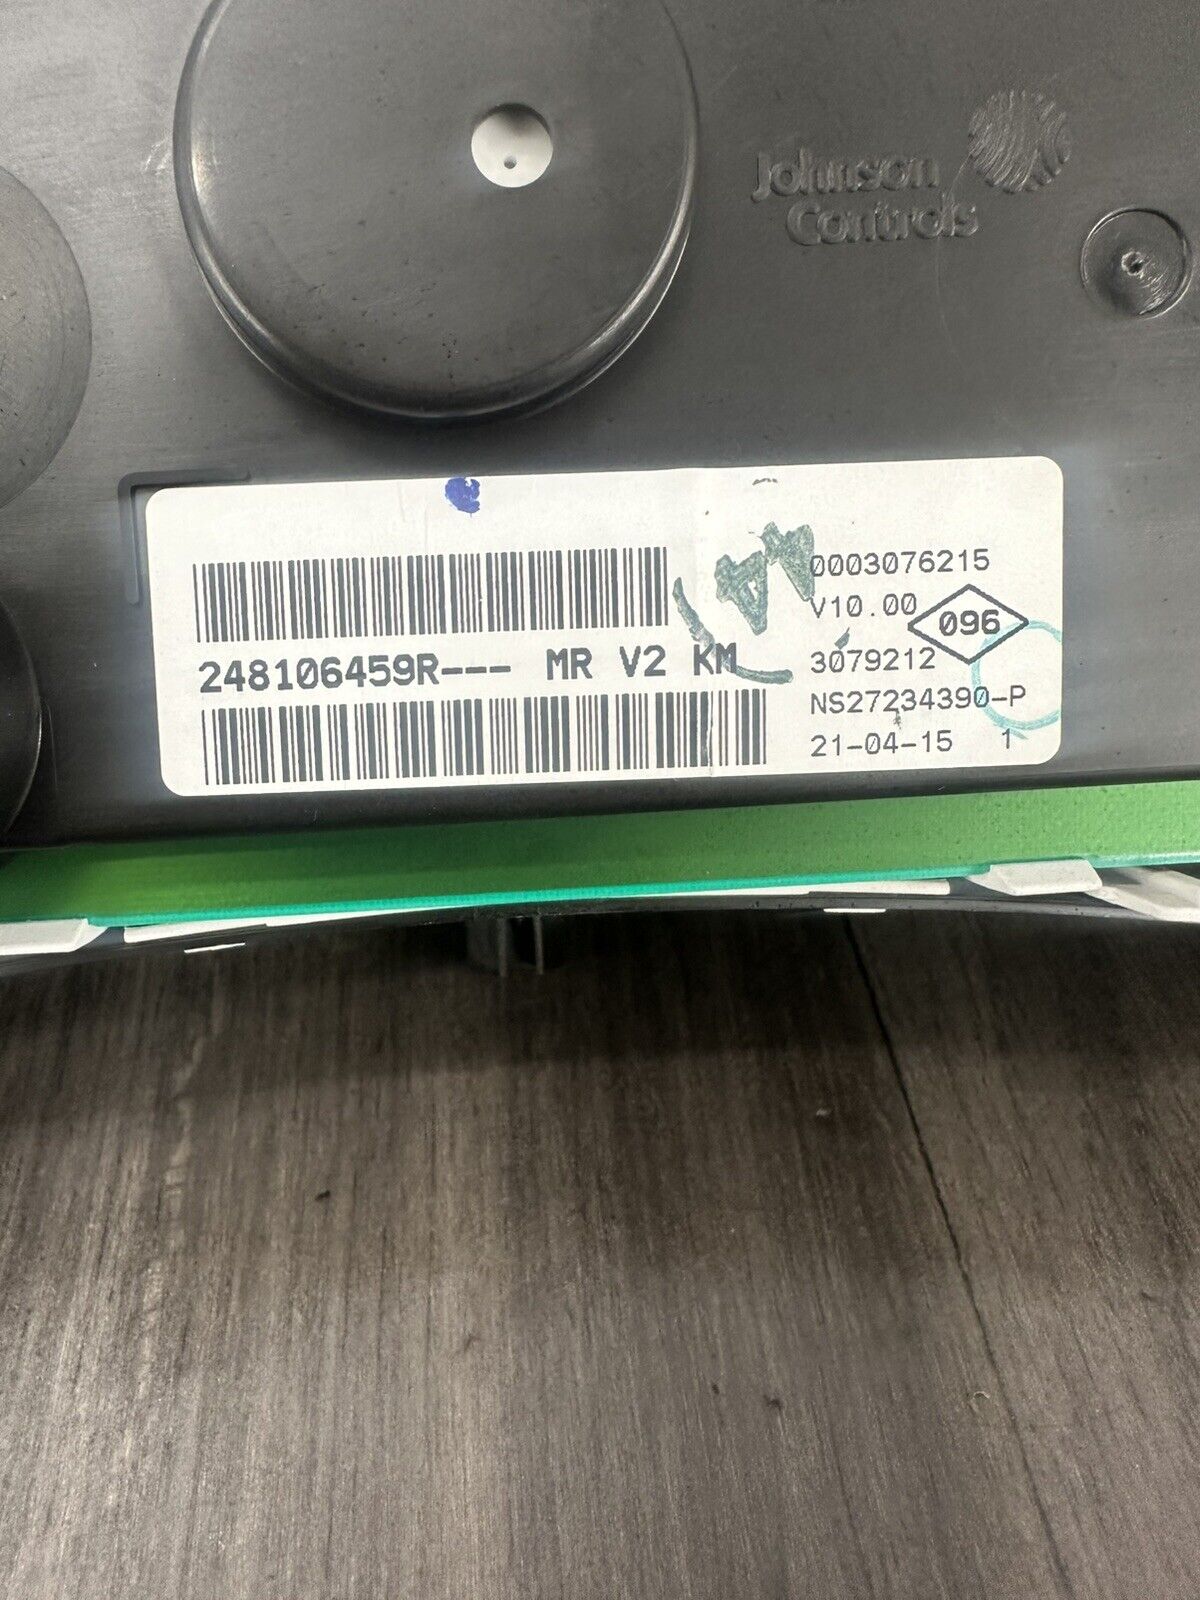 Johnson
Controls
0003076215
V10.00
096
248106459R--- MR V2 KM
3079212
NS27234390-P
21-04-15 1